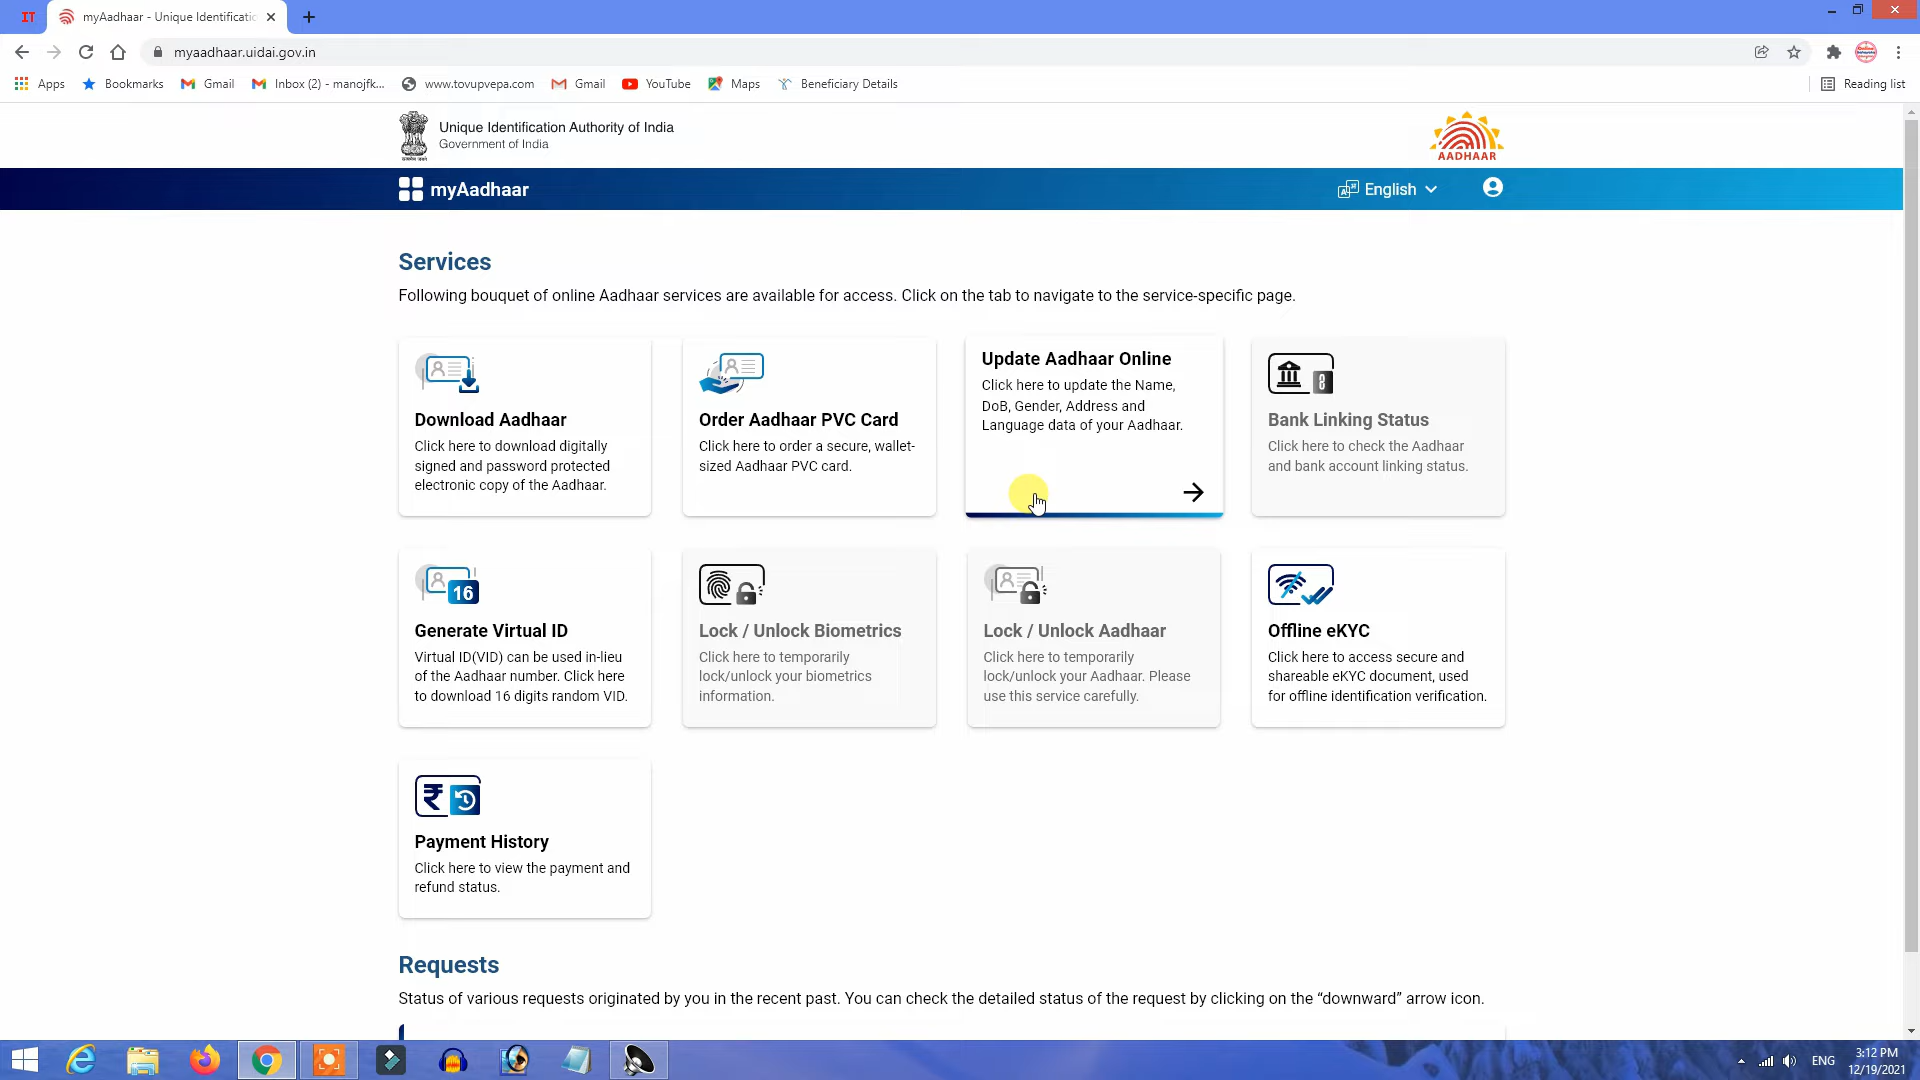 IT
myAadhaar - Unique Identificatic
myaadhaar.uidai.gov.in
Apps
Bookmarks
Gmail
Inbox (2) - manojfk...
www.tovupvepa.com
Gmail
YouTube
Maps
Beneficiary Details
Reading list
Unique Identification Authority of India
Government of India
AADHAAR
myAadhaar
English
Services
Following bouquet of online Aadhaar services are available for access. Click on the tab to navigate to the service-specific page.
Download Aadhaar
Click here to download digitally
signed and password protected
electronic copy of the Aadhaar.
Order Aadhaar PVC Card
Click here to order a secure, wallet-
sized Aadhaar PVC card.
Update Aadhaar Online
Click here to update the Name,
DoB, Gender, Address and
Language data of your Aadhaar.
Bank Linking Status
Click here to check the Aadhaar
and bank account linking status.
16
Generate Virtual ID
Virtual ID(VID) can be used in-lieu
of the Aadhaar number. Click here
to download 16 digits random VID.
Lock / Unlock Biometrics
Click here to temporarily
lock/unlock your biometrics
information.
Lock / Unlock Aadhaar
Click here to temporarily
lock/unlock your Aadhaar. Please
use this service carefully.
Offline eKYC
Click here to access secure and
shareable eKYC document, used
for offline identification verification.
₹
Payment History
Click here to view the payment and
refund status.
Requests
Status of various requests originated by you in the recent past. You can check the detailed status of the request by clicking on the “downward” arrow icon.
ENG
3:12 PM
12/19/2021